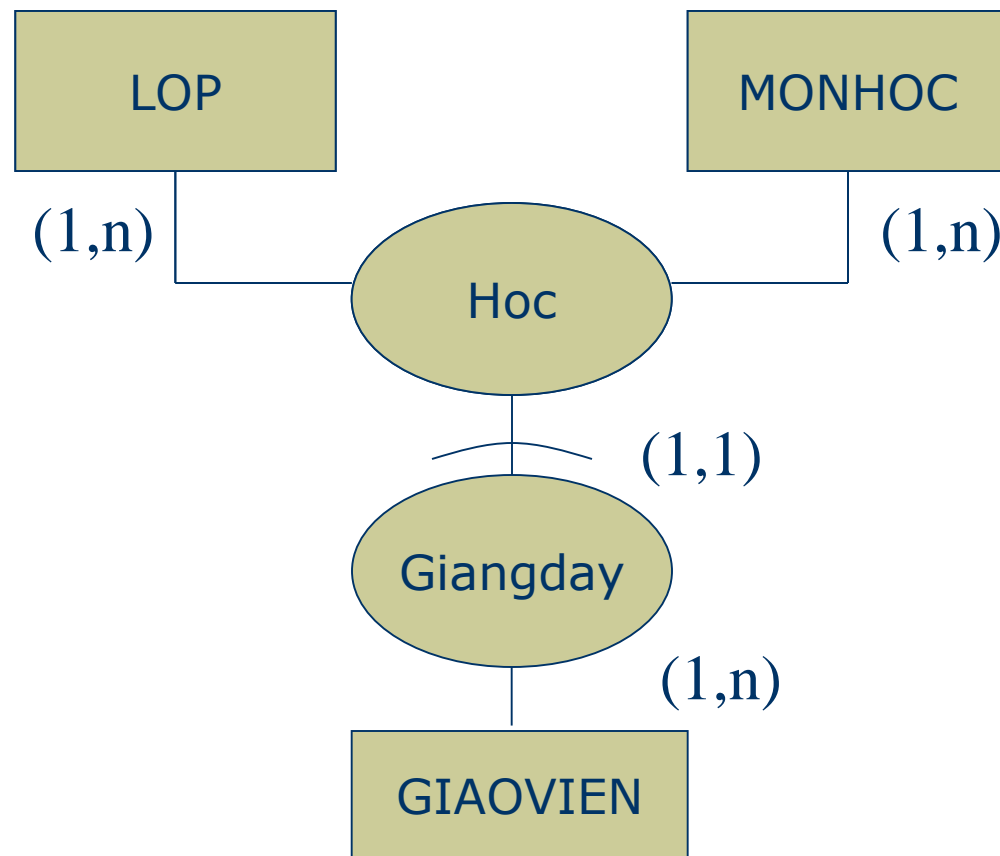 LOP
MONHOC
(1,n)
(1,n)
Hoc
(1,1)
Giangday
(1,n)
GIAOVIEN